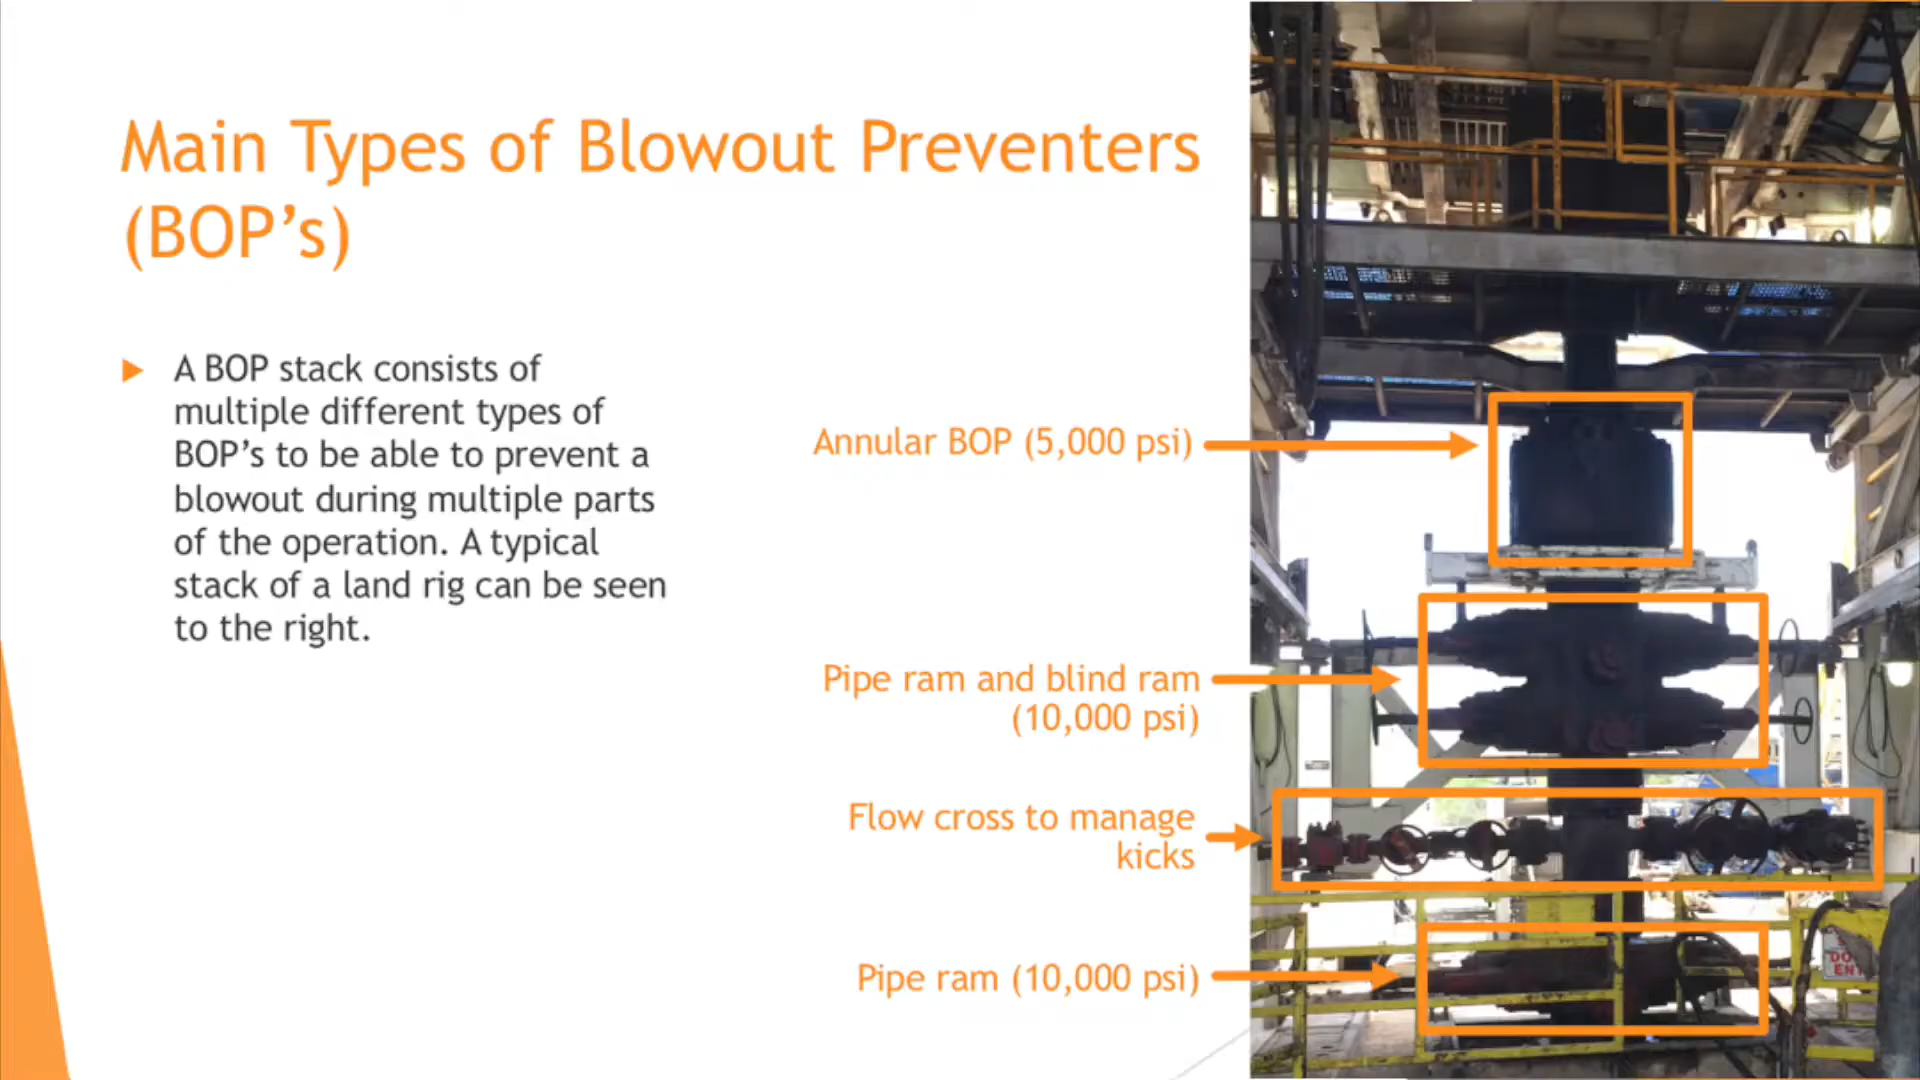 Main Types of Blowout Preventers
(BOP’s)
A BOP stack consists of
multiple different types of
BOP’s to be able to prevent a
blowout during multiple parts
of the operation. A typical
stack of a land rig can be seen
to the right.
Annular BOP (5,000 psi)
Pipe ram and blind ram
(10,000 psi)
Flow cross to manage
kicks
Pipe ram (10,000 psi)